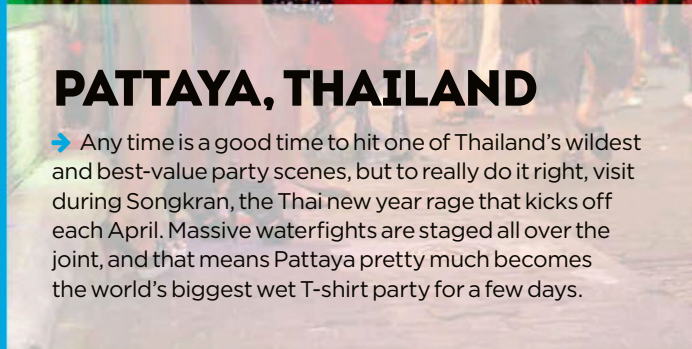 PATTAYA, THAILAND
→ Any time is a good time to hit one of Thailand's wildest
and best-value party scenes, but to really do it right, visit
during Songkran, the Thai new year rage that kicks off
each April. Massive waterfights are staged all over the
joint, and that means Pattaya pretty much becomes
the world's biggest wet T-shirt party for a few days.